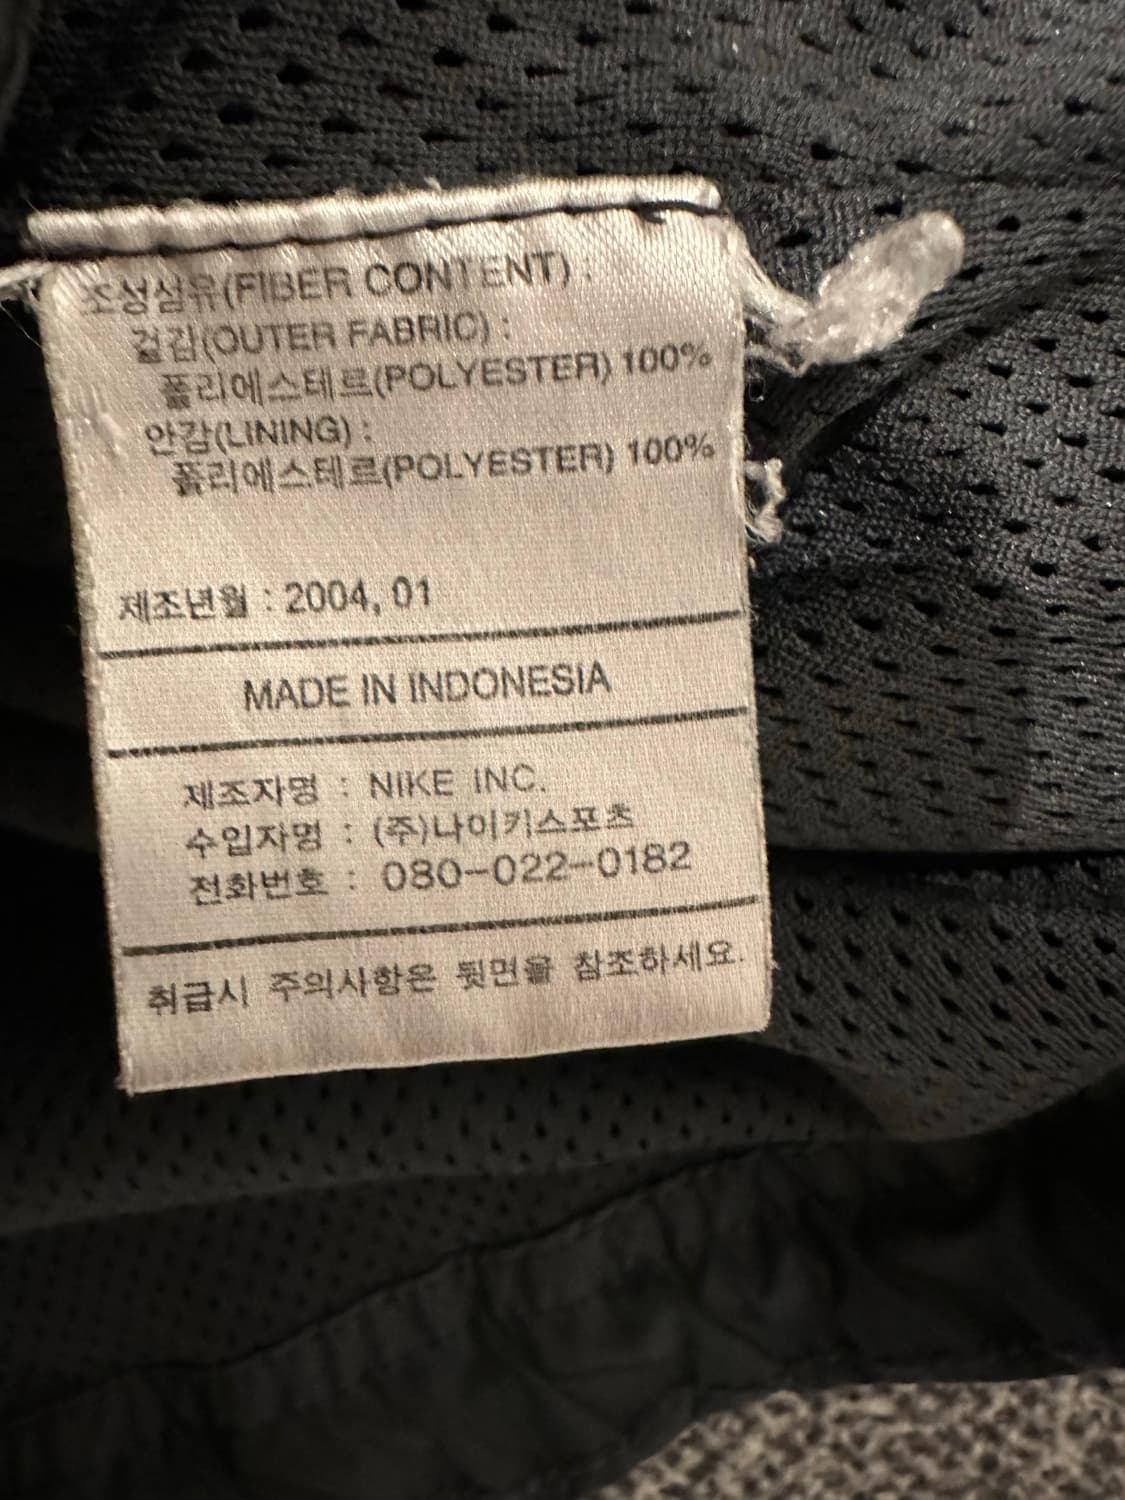 조성섬유(FIBER CONTENT) :
겉감(OUTER FABRIC) :
폴리에스테르(POLYESTER) 100%
안감(LINING) :
폴리에스테르(POLYESTER) 100%
제조년월 : 2004, 01
MADE IN INDONESIA
제조자명 : NIKE INC.
수입자명 : (주)나이키스포츠
전화번호 : 080-022-0182
취급시 주의사항은 뒷면을 참조하세요.